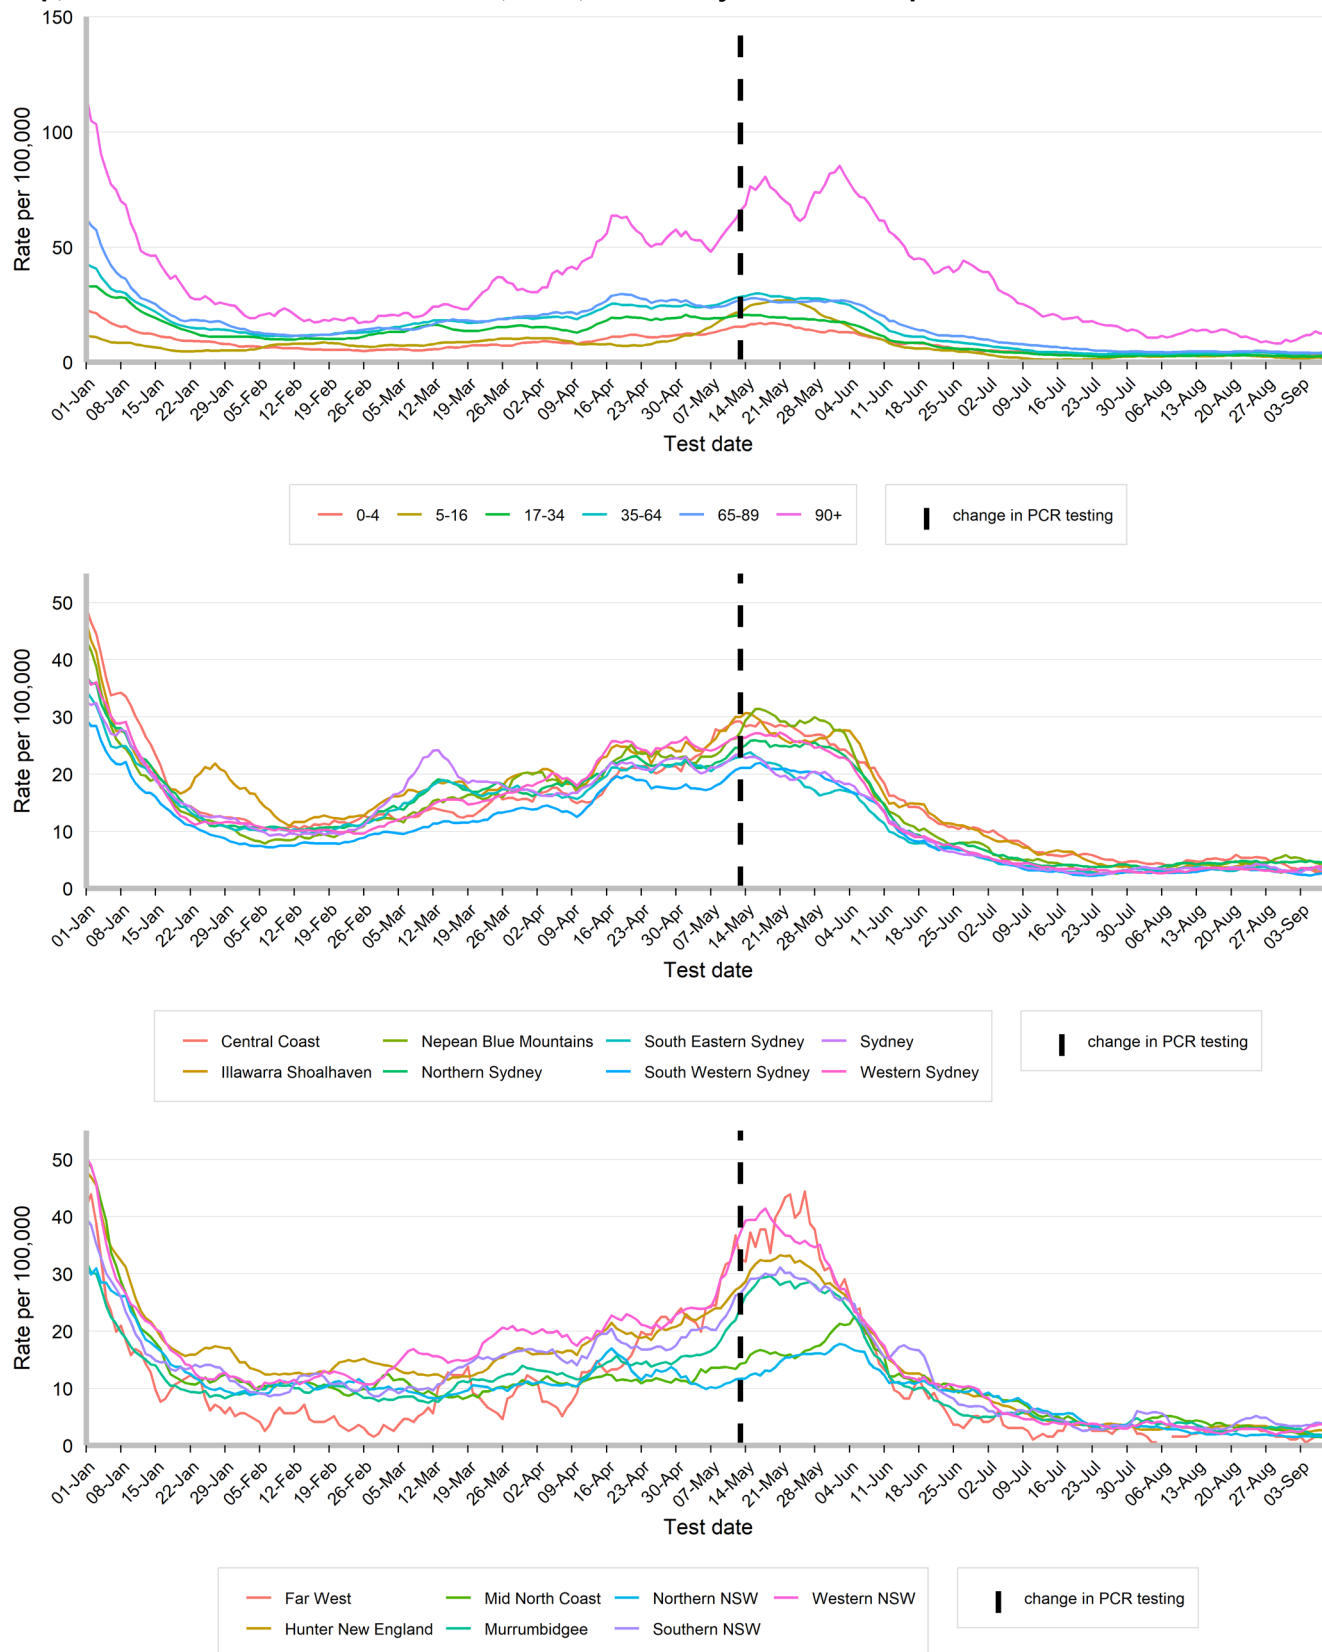 150
100
50
0
Rate per 100,000
01-Jan 08-Jan 15-Jan 22-Jan 29-Jan 05-Feb 12-Feb 19-Feb 26-Feb 05-Mar 12-Mar 19-Mar 26-Mar 02-Apr 09-Apr 16-Apr 23-Apr 30-Apr 07-May 14-May 21-May 28-May 04-Jun 11-Jun 18-Jun 25-Jun 02-Jul 09-Jul 16-Jul 23-Jul 30-Jul 06-Aug 13-Aug 20-Aug 27-Aug 03-Sep
Test date
0-4 5-16 17-34 35-64 65-89 90+ change in PCR testing
50
40
30
20
10
0
Rate per 100,000
01-Jan 08-Jan 15-Jan 22-Jan 29-Jan 05-Feb 12-Feb 19-Feb 26-Feb 05-Mar 12-Mar 19-Mar 26-Mar 02-Apr 09-Apr 16-Apr 23-Apr 30-Apr 07-May 14-May 21-May 28-May 04-Jun 11-Jun 18-Jun 25-Jun 02-Jul 09-Jul 16-Jul 23-Jul 30-Jul 06-Aug 13-Aug 20-Aug 27-Aug 03-Sep
Test date
Central Coast Nepean Blue Mountains South Eastern Sydney Sydney change in PCR testing
Illawarra Shoalhaven Northern Sydney South Western Sydney Western Sydney
50
40
30
20
10
0
Rate per 100,000
01-Jan 08-Jan 15-Jan 22-Jan 29-Jan 05-Feb 12-Feb 19-Feb 26-Feb 05-Mar 12-Mar 19-Mar 26-Mar 02-Apr 09-Apr 16-Apr 23-Apr 30-Apr 07-May 14-May 21-May 28-May 04-Jun 11-Jun 18-Jun 25-Jun 02-Jul 09-Jul 16-Jul 23-Jul 30-Jul 06-Aug 13-Aug 20-Aug 27-Aug 03-Sep
Test date
Far West Mid North Coast Northern NSW Western NSW change in PCR testing
Hunter New England Murrumbidgee Southern NSW